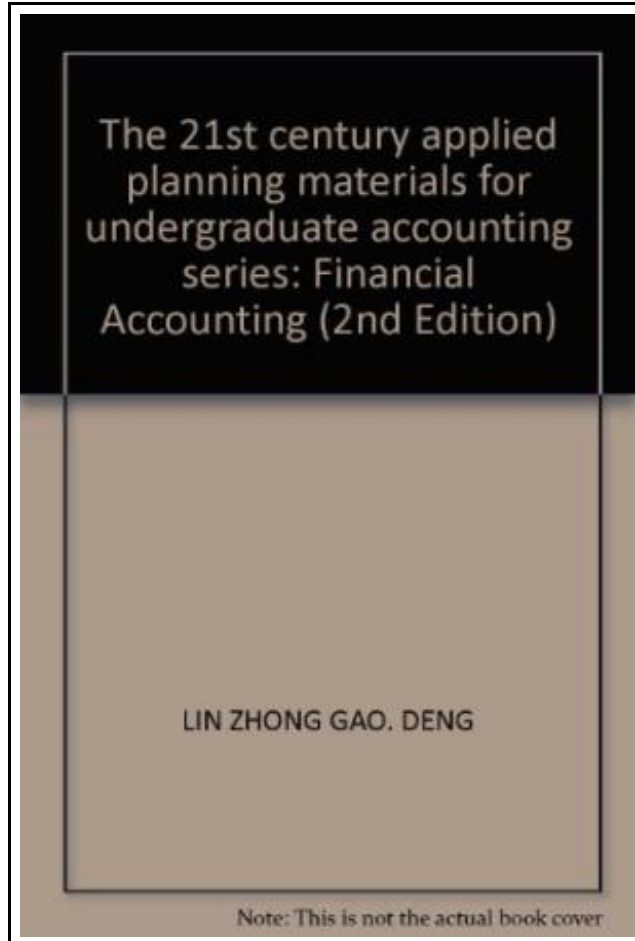 The 21st century applied
planning materials for
undergraduate accounting
series: Financial
Accounting (2nd Edition)
LIN ZHONG GAO. DENG
Note: This is not the actual book cover